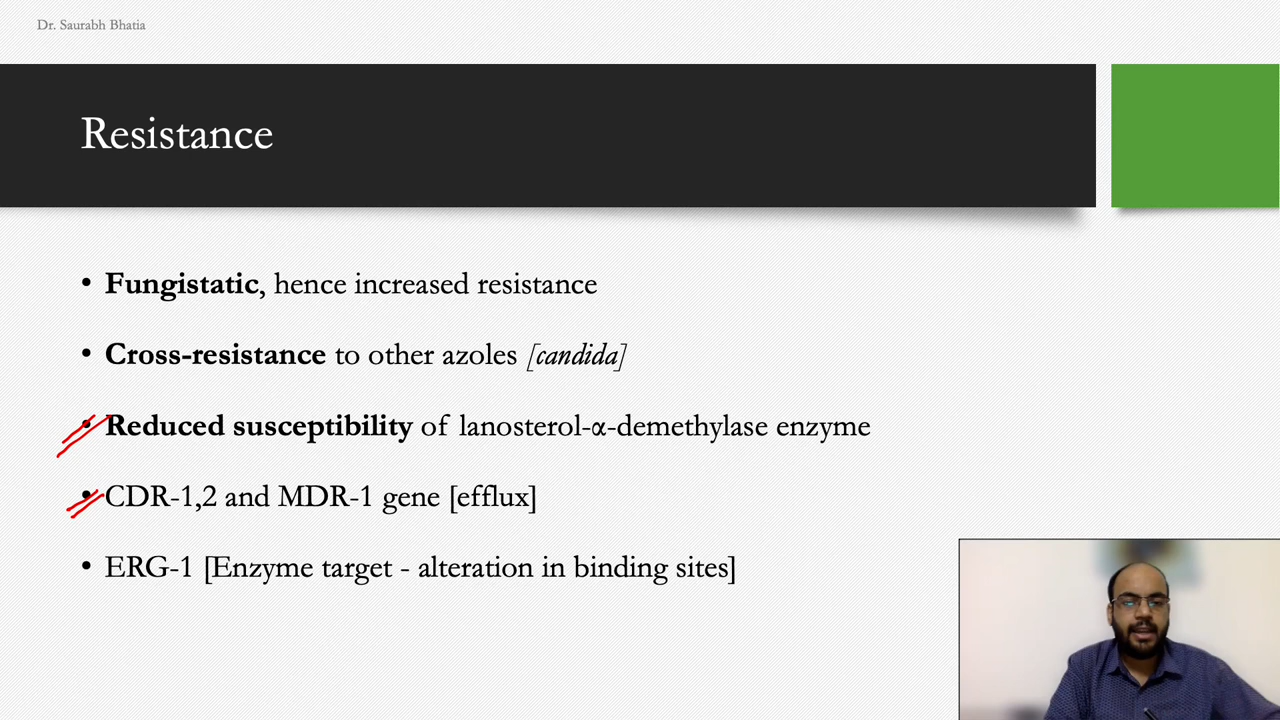 Dr. Saurabh Bhatia
Resistance
• Fungistatic, hence increased resistance
• Cross-resistance to other azoles [candida]
• Reduced susceptibility of lanosterol-α-demethylase enzyme
• CDR-1,2 and MDR-1 gene [efflux]
• ERG-1 [Enzyme target - alteration in binding sites]